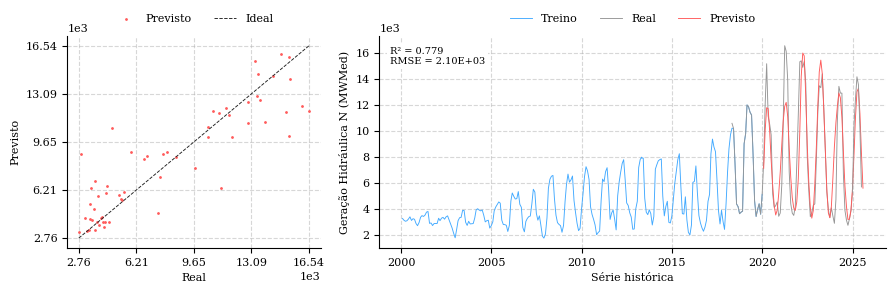 Previsto
Ideal
1e3
16.54
13.09
9.65
6.21
2.76
Previsto
2.76
6.21
9.65
13.09
16.54
1e3
Real
Treino
Real
Previsto
1e3
R² = 0.779
RMSE = 2.10E+03
16
14
12
10
8
6
4
2
Geração Hidráulica N (MWMed)
2000
2005
2010
2015
2020
2025
Série histórica